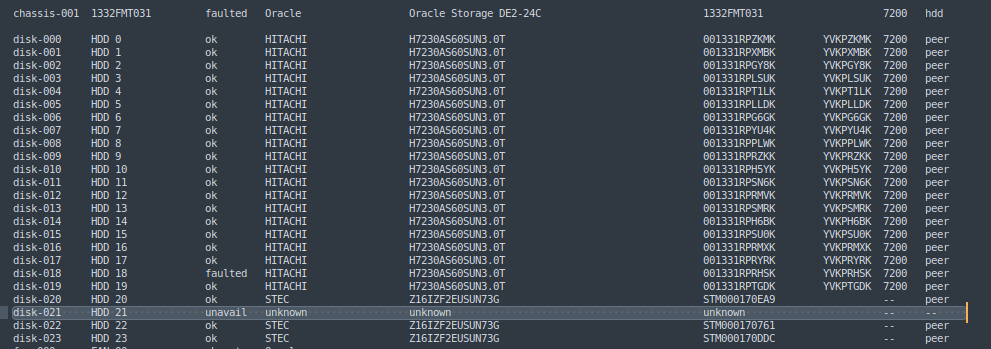 chassis-001 1332FMT031 faulted Oracle Oracle Storage DE2-24C 1332FMT031 7200 hdd
disk-000 HDD 0 ok HITACHI H7230AS60SUN3.0T 001331RPZKMK YVKPZKMK 7200 peer
disk-001 HDD 1 ok HITACHI H7230AS60SUN3.0T 001331RPXMBK YVKPXMBK 7200 peer
disk-002 HDD 2 ok HITACHI H7230AS60SUN3.0T 001331RPGY8K YVKPGY8K 7200 peer
disk-003 HDD 3 ok HITACHI H7230AS60SUN3.0T 001331RPLSUK YVKPLSUK 7200 peer
disk-004 HDD 4 ok HITACHI H7230AS60SUN3.0T 001331RPT1LK YVKPT1LK 7200 peer
disk-005 HDD 5 ok HITACHI H7230AS60SUN3.0T 001331RPLLDK YVKPLLDK 7200 peer
disk-006 HDD 6 ok HITACHI H7230AS60SUN3.0T 001331RPG6GK YVKPG6GK 7200 peer
disk-007 HDD 7 ok HITACHI H7230AS60SUN3.0T 001331RPYU4K YVKPYU4K 7200 peer
disk-008 HDD 8 ok HITACHI H7230AS60SUN3.0T 001331RPPLWK YVKPPLWK 7200 peer
disk-009 HDD 9 ok HITACHI H7230AS60SUN3.0T 001331RPRZKK YVKPRZKK 7200 peer
disk-010 HDD 10 ok HITACHI H7230AS60SUN3.0T 001331RPH5YK YVKPH5YK 7200 peer
disk-011 HDD 11 ok HITACHI H7230AS60SUN3.0T 001331RPSN6K YVKPSN6K 7200 peer
disk-012 HDD 12 ok HITACHI H7230AS60SUN3.0T 001331RPRMVK YVKPRMVK 7200 peer
disk-013 HDD 13 ok HITACHI H7230AS60SUN3.0T 001331RPSMRK YVKPSMRK 7200 peer
disk-014 HDD 14 ok HITACHI H7230AS60SUN3.0T 001331RPH6BK YVKPH6BK 7200 peer
disk-015 HDD 15 ok HITACHI H7230AS60SUN3.0T 001331RPSU0K YVKPSU0K 7200 peer
disk-016 HDD 16 ok HITACHI H7230AS60SUN3.0T 001331RPRMXK YVKPRMXK 7200 peer
disk-017 HDD 17 ok HITACHI H7230AS60SUN3.0T 001331RPRYRK YVKPRYRK 7200 peer
disk-018 HDD 18 faulted HITACHI H7230AS60SUN3.0T 001331RPRHSK YVKPRHSK 7200 peer
disk-019 HDD 19 ok HITACHI H7230AS60SUN3.0T 001331RPTGDK YVKPTGDK 7200 peer
disk-020 HDD 20 ok STEC Z16IZF2EUSUN73G STM000170EA9 -- peer
disk-021 HDD 21 unavail unknown unknown unknown -- --
disk-022 HDD 22 ok STEC Z16IZF2EUSUN73G STM000170761 -- peer
disk-023 HDD 23 ok STEC Z16IZF2EUSUN73G STM000170DDC -- peer